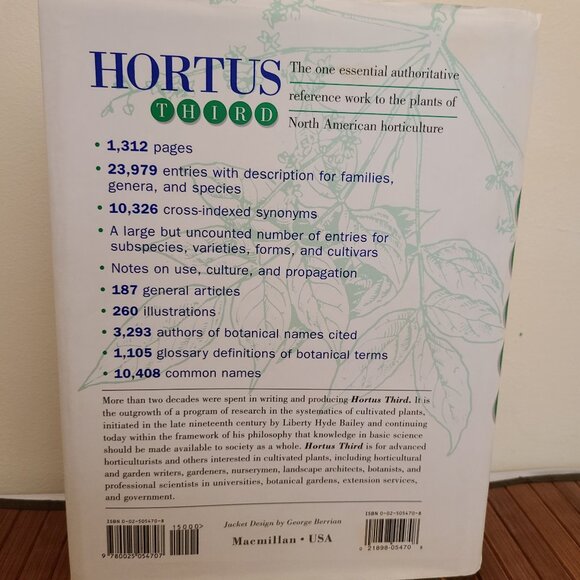 HORTUS
THIRD
The one essential authoritative
reference work to the plants of
North American horticulture
• 1,312 pages
• 23,979 entries with description for families,
genera, and species
• 10,326 cross-indexed synonyms
• A large but uncounted number of entries for
subspecies, varieties, forms, and cultivars
• Notes on use, culture, and propagation
• 187 general articles
• 260 illustrations
• 3,293 authors of botanical names cited
• 1,105 glossary definitions of botanical terms
• 10,408 common names
More than two decades were spent in writing and producing Hortus Third. It is
the outgrowth of a program of research in the systematics of cultivated plants,
initiated in the late nineteenth century by Liberty Hyde Bailey and continuing
today within the framework of his philosophy that knowledge in basic science
should be made available to society as a whole. Hortus Third is for advanced
horticulturists and others interested in cultivated plants, including horticultural
and garden writers, gardeners, nurserymen, landscape architects, botanists, and
professional scientists in universities, botanical gardens, extension services,
and government.
ISBN 0-02-505470-8
15000>
9 780025 054707
Jacket Design by George Berrian
Macmillan • USA
ISBN 0-02-505470-8
0 21898-05470 8